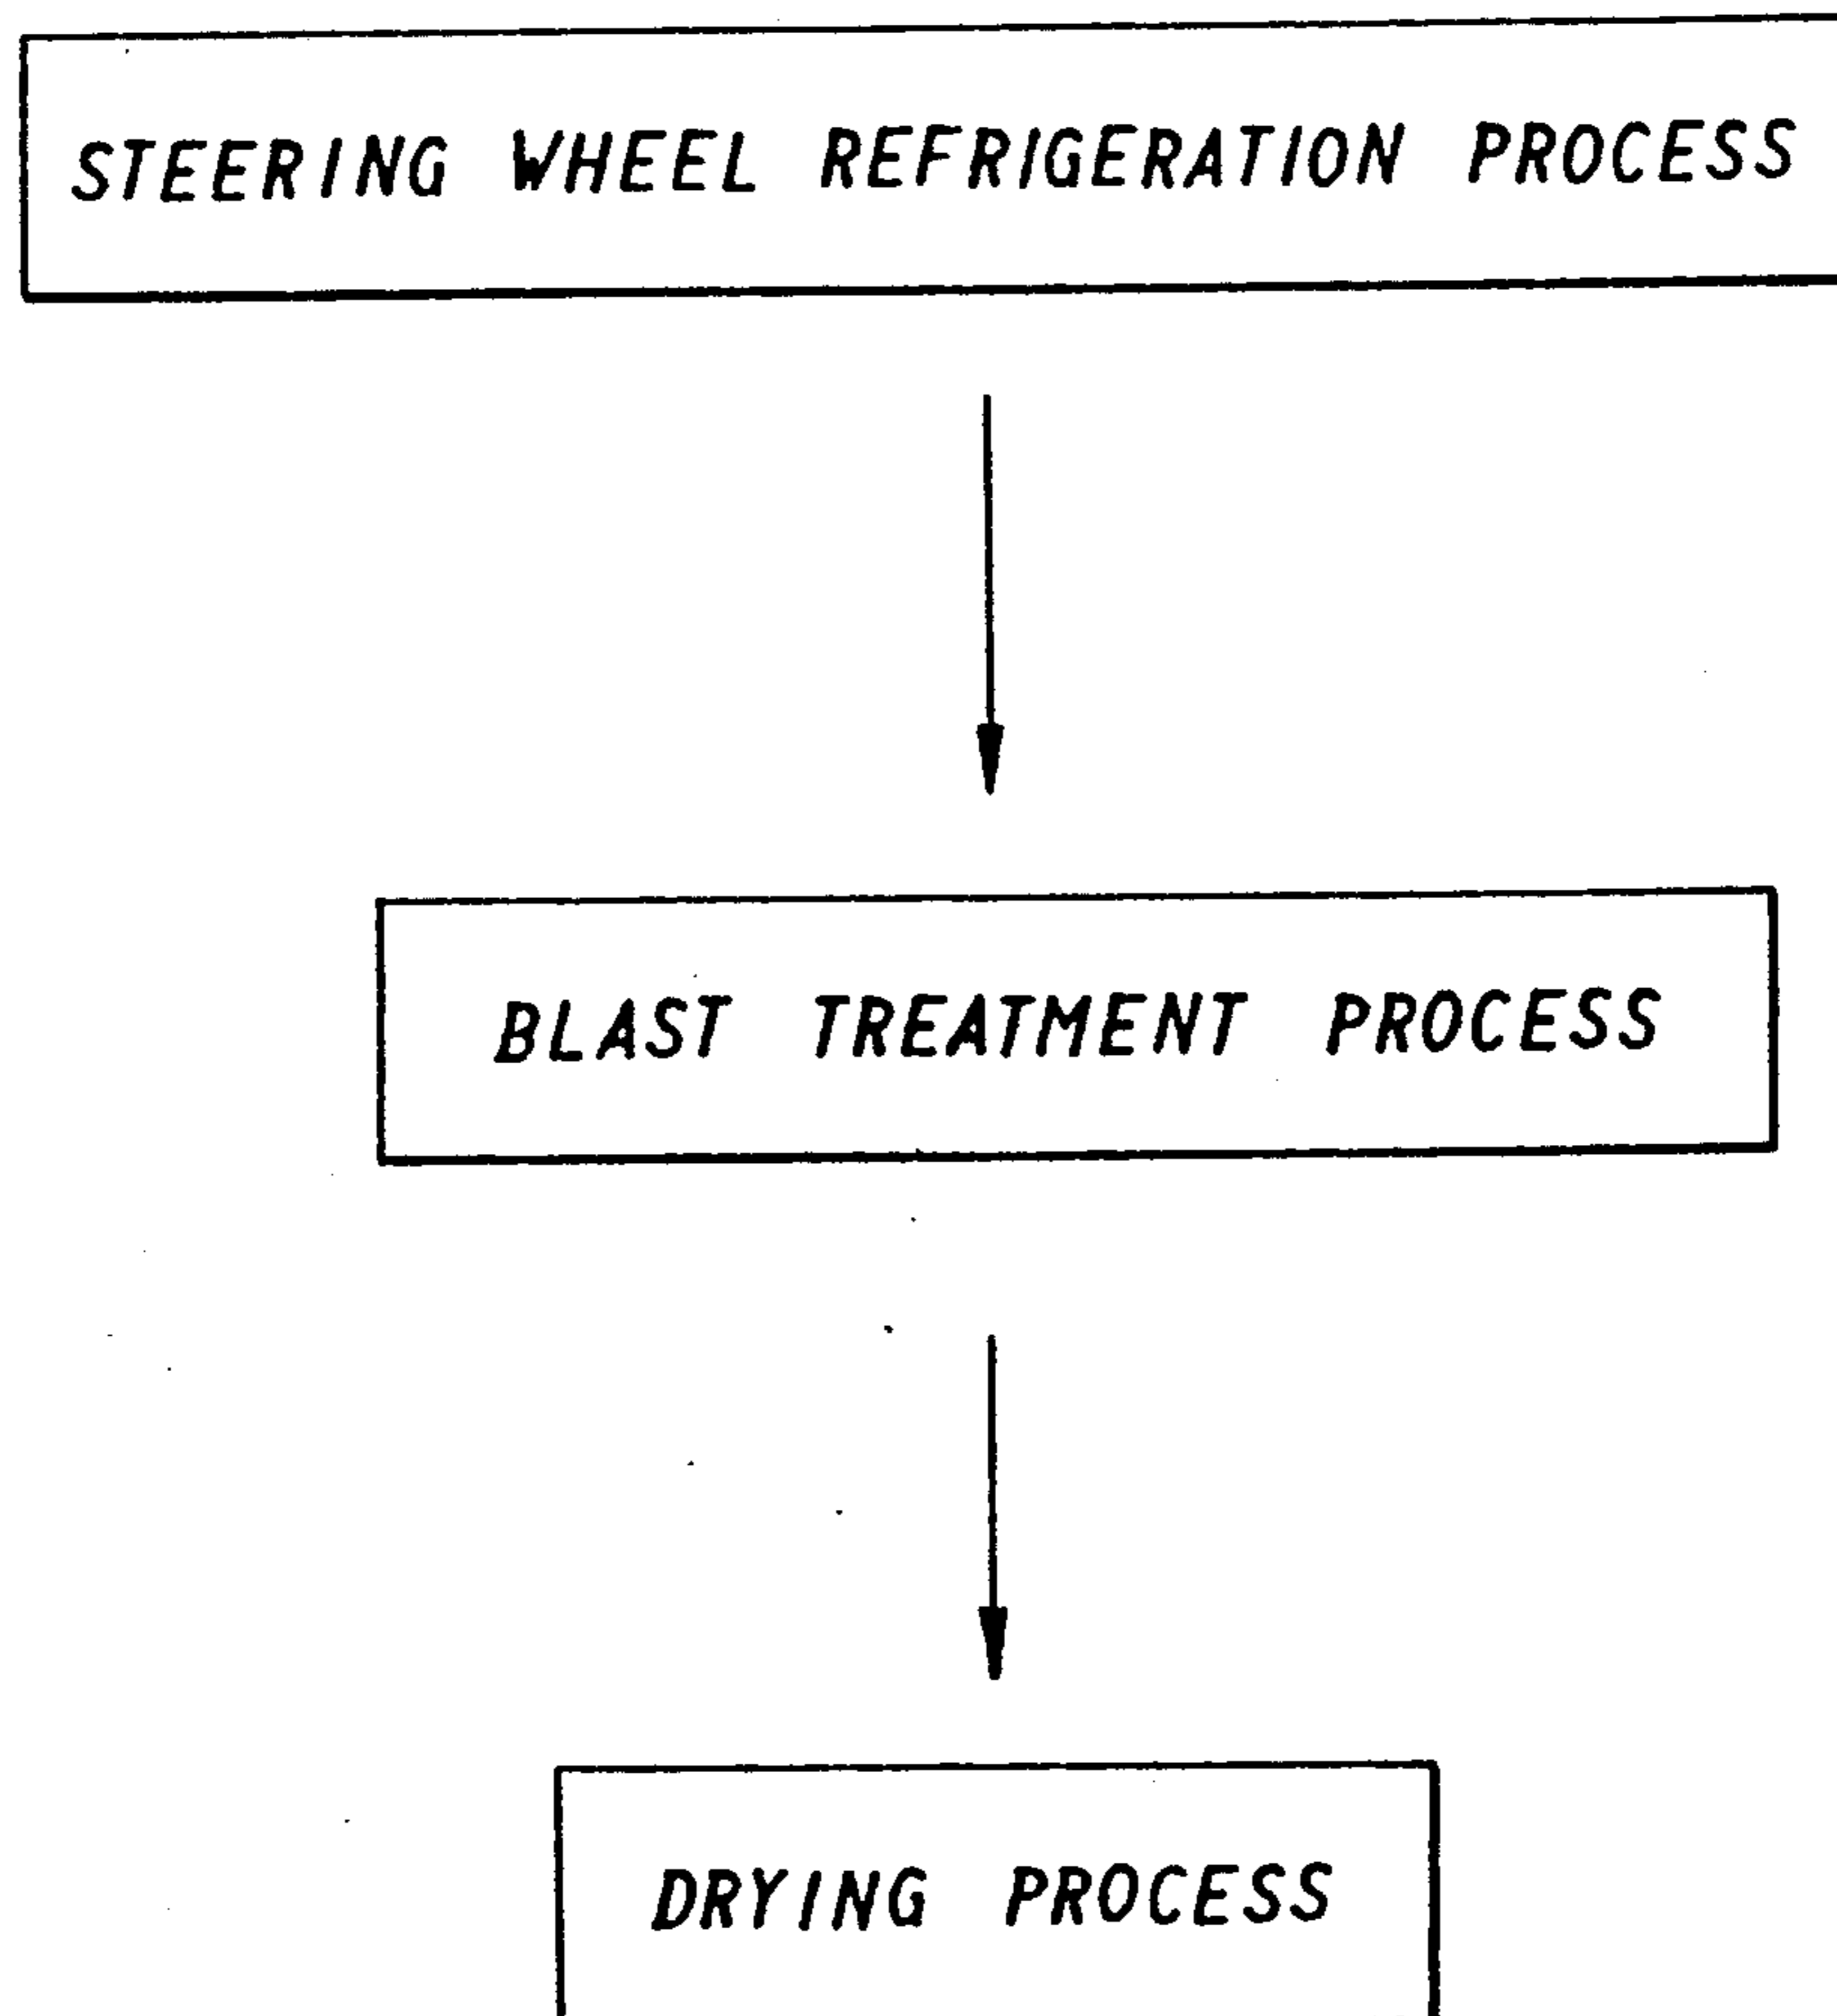 STEERING WHEEL REFRIGERATION PROCESS
BLAST TREATMENT PROCESS
DRYING PROCESS